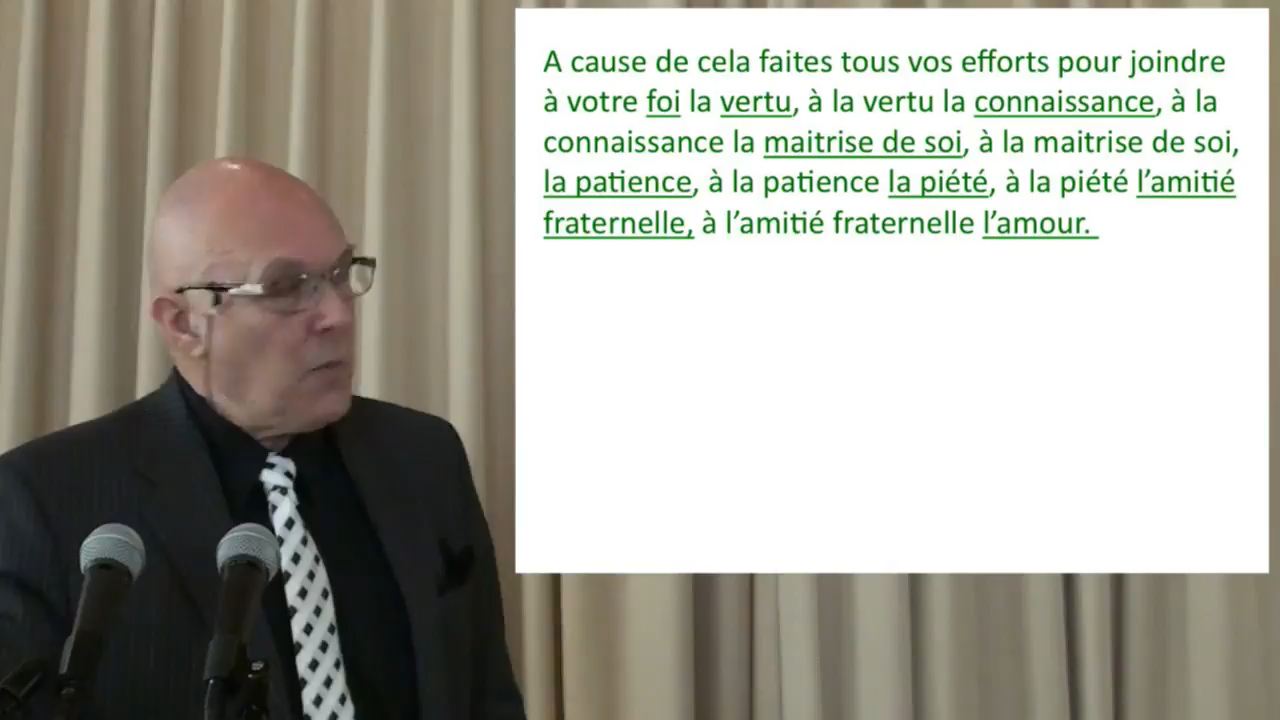 A cause de cela faites tous vos efforts pour joindre
à votre foi la vertu, à la vertu la connaissance, à la
connaissance la maitrise de soi, à la maitrise de soi,
la patience, à la patience la piété, à la piété l’amitié
fraternelle, à l’amitié fraternelle l’amour.